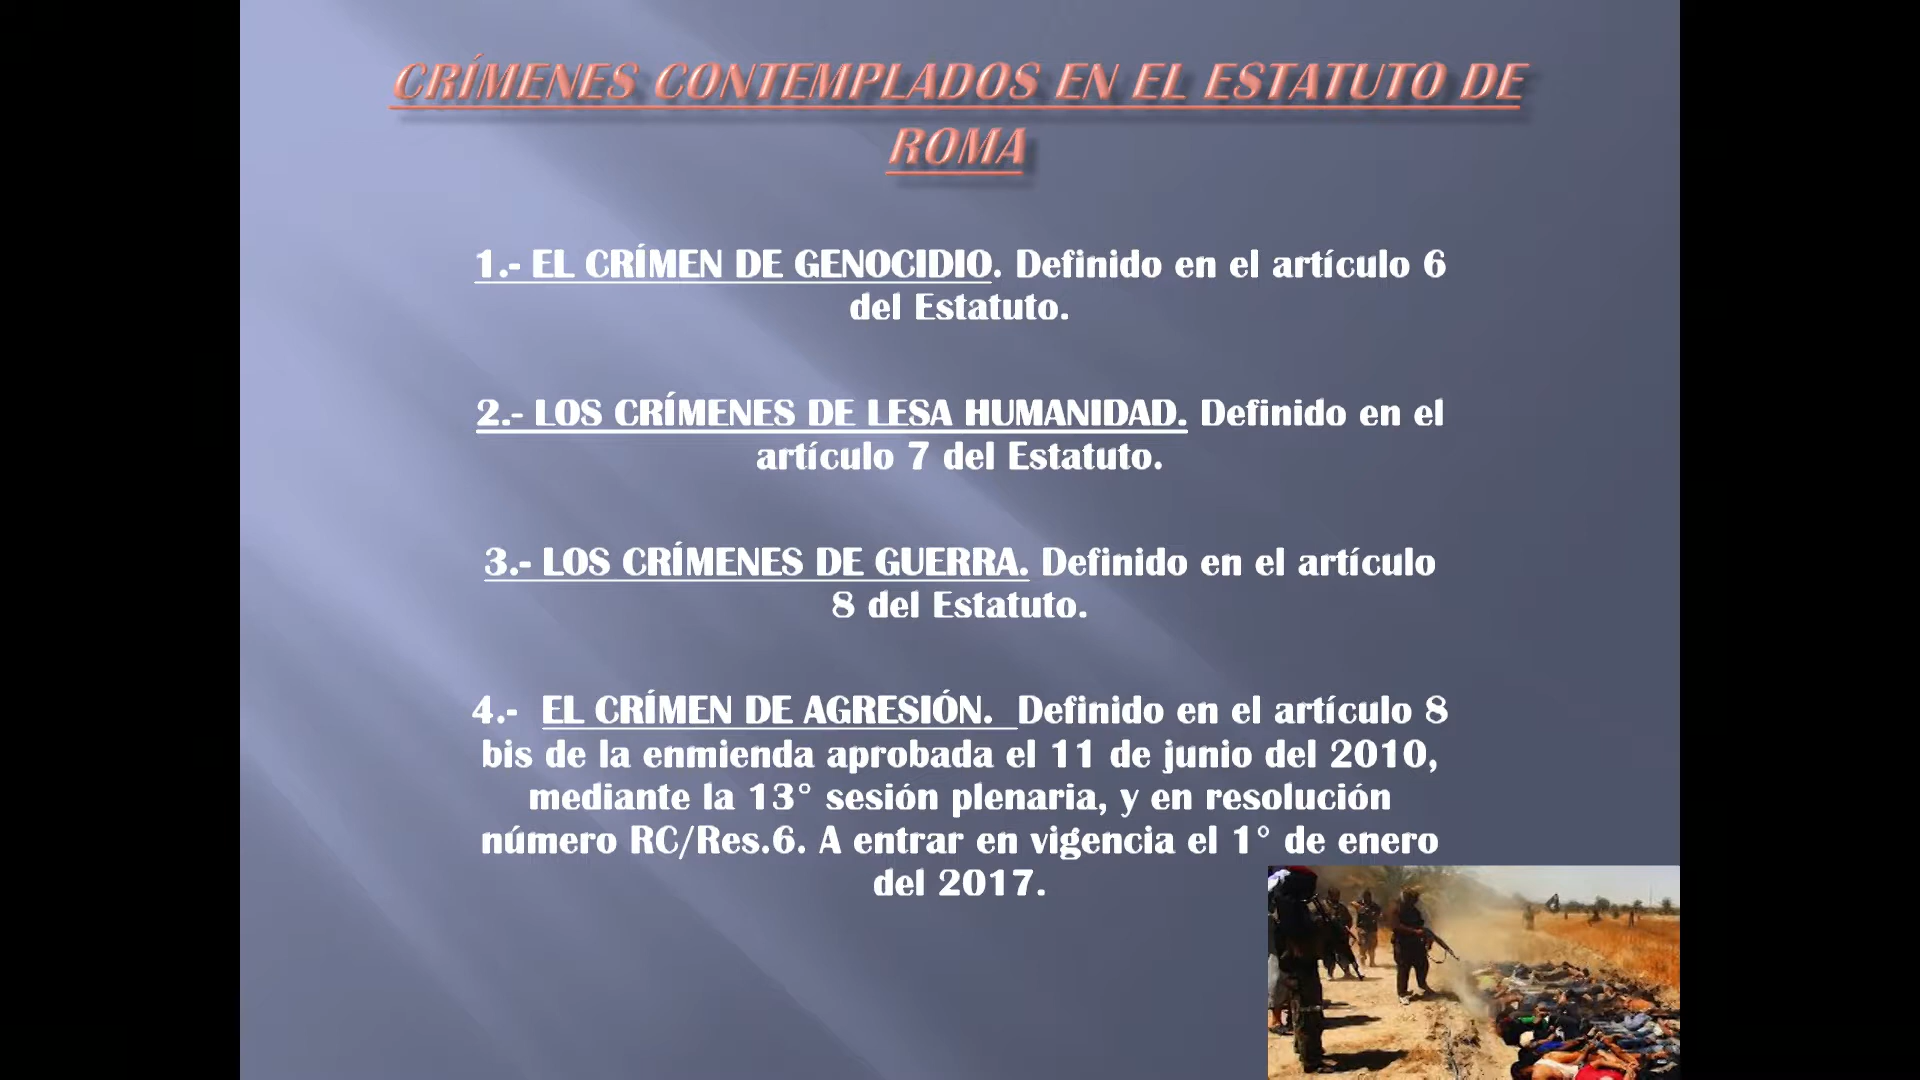 CRÍMENES CONTEMPLADOS EN EL ESTATUTO DE
ROMA
1.- EL CRÍMEN DE GENOCIDIO. Definido en el artículo 6
del Estatuto.
2.- LOS CRÍMENES DE LESA HUMANIDAD. Definido en el
artículo 7 del Estatuto.
3.- LOS CRÍMENES DE GUERRA. Definido en el artículo
8 del Estatuto.
4.- EL CRÍMEN DE AGRESIÓN. Definido en el artículo 8
bis de la enmienda aprobada el 11 de junio del 2010,
mediante la 13° sesión plenaria, y en resolución
número RC/Res.6. A entrar en vigencia el 1° de enero
del 2017.